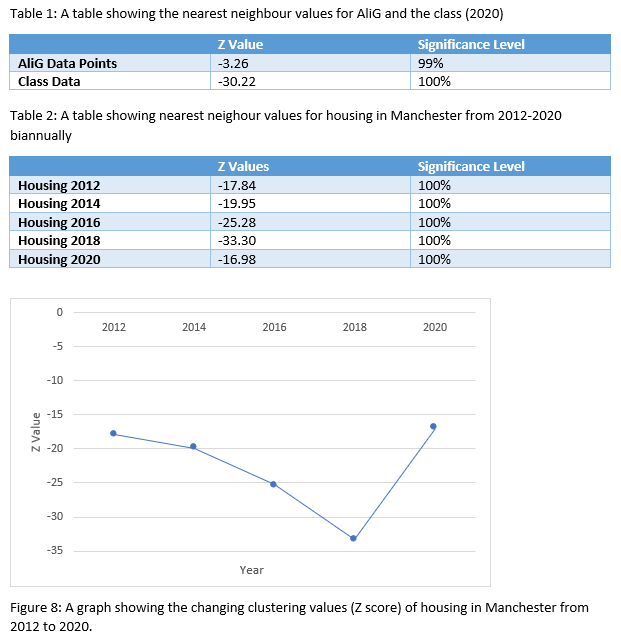 Table 1: A table showing the nearest neighbour values for AliG and the class (2020)
Z Value Significance Level
AliG Data Points -3.26 99%
Class Data -30.22 100%
Table 2: A table showing nearest neighour values for housing in Manchester from 2012-2020
biannually
Z Values Significance Level
Housing 2012 -17.84 100%
Housing 2014 -19.95 100%
Housing 2016 -25.28 100%
Housing 2018 -33.30 100%
Housing 2020 -16.98 100%
0
2012 2014 2016 2018 2020
-5
-10
-15
-20
-25
-30
-35
Z Value
Year
Figure 8: A graph showing the changing clustering values (Z score) of housing in Manchester from
2012 to 2020.